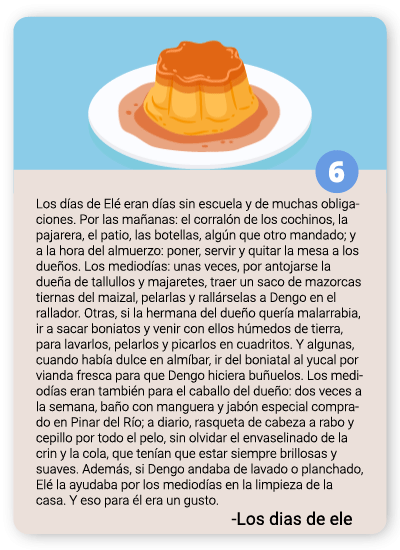 6
Los días de Elé eran días sin escuela y de muchas obliga-
ciones. Por las mañanas: el corralón de los cochinos, la
pajarera, el patio, las botellas, algún que otro mandado; y
a la hora del almuerzo: poner, servir y quitar la mesa a los
dueños. Los mediodías: unas veces, por antojarse la
dueña de tallullos y majaretes, traer un saco de mazorcas
tiernas del maizal, pelarlas y rallárselas a Dengo en el
rallador. Otras, si la hermana del dueño quería malarrabia,
ir a sacar boniatos y venir con ellos húmedos de tierra,
para lavarlos, pelarlos y picarlos en cuadritos. Y algunas,
cuando había dulce en almíbar, ir del boniatal al yucal por
vianda fresca para que Dengo hiciera buñuelos. Los medi-
odías eran también para el caballo del dueño: dos veces a
la semana, baño con manguera y jabón especial compra-
do en Pinar del Río; a diario, rasqueta de cabeza a rabo y
cepillo por todo el pelo, sin olvidar el envaselinado de la
crin y la cola, que tenían que estar siempre brillosas y
suaves. Además, si Dengo andaba de lavado o planchado,
Elé la ayudaba por los mediodías en la limpieza de la
casa. Y eso para él era un gusto.
-Los dias de ele